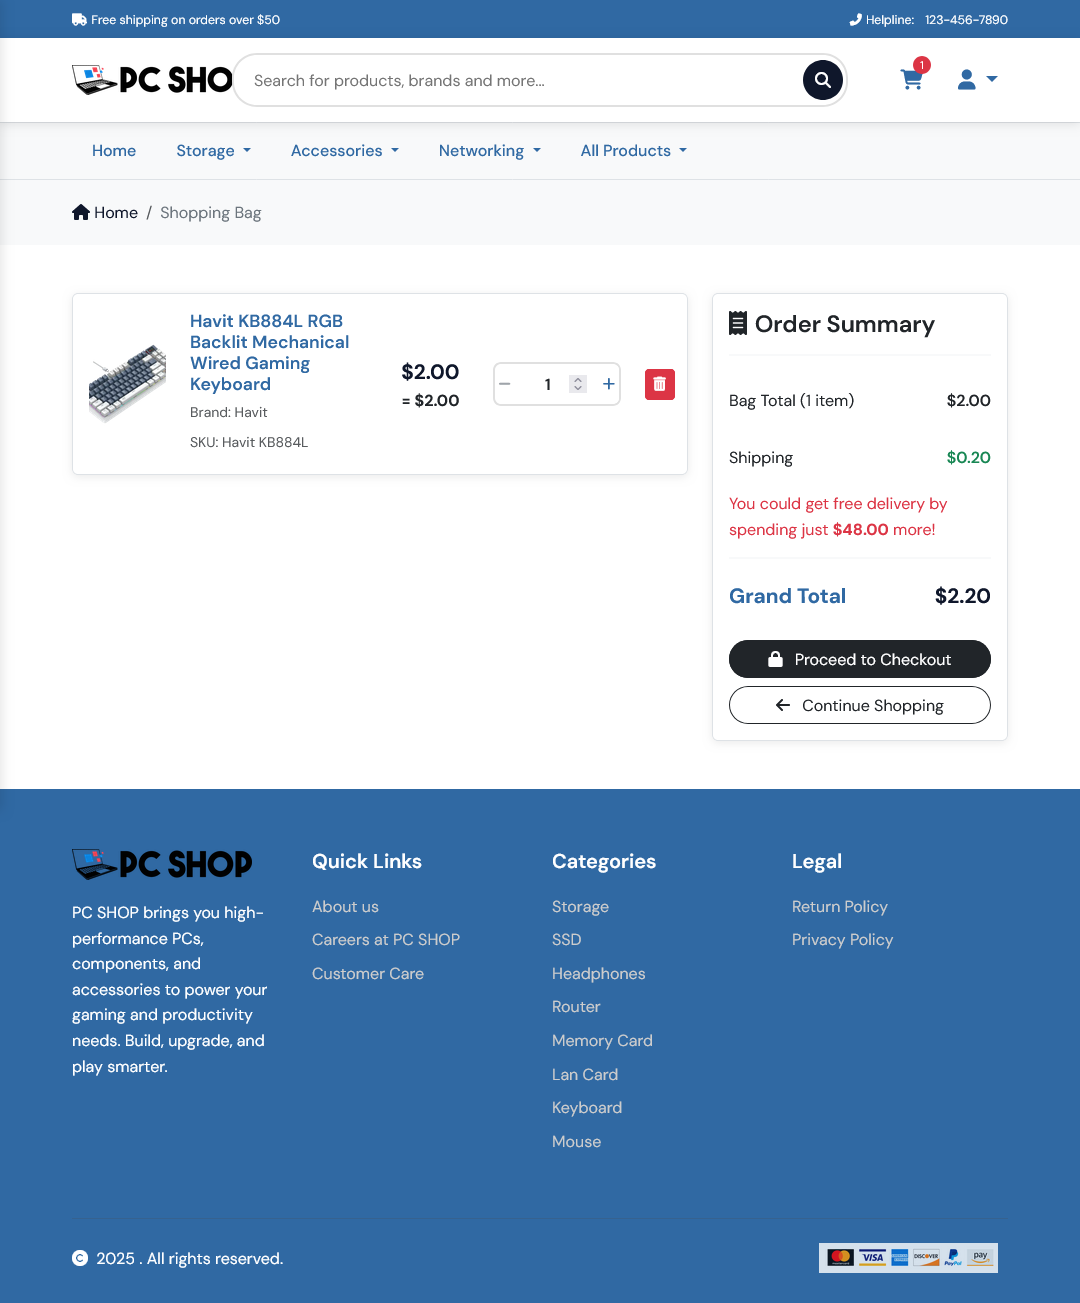 Free shipping on orders over $50
Helpline: 123-456-7890
PC SHO
Search for products, brands and more...
1
Home
Storage
Accessories
Networking
All Products
Home / Shopping Bag
Havit KB884L RGB
Backlit Mechanical
Wired Gaming
Keyboard
Brand: Havit
SKU: Havit KB884L
$2.00
= $2.00
− 1 +
Order Summary
Bag Total (1 item) $2.00
Shipping $0.20
You could get free delivery by
spending just $48.00 more!
Grand Total $2.20
Proceed to Checkout
Continue Shopping
PC SHOP
PC SHOP brings you high-
performance PCs,
components, and
accessories to power your
gaming and productivity
needs. Build, upgrade, and
play smarter.
Quick Links
About us
Careers at PC SHOP
Customer Care
Categories
Storage
SSD
Headphones
Router
Memory Card
Lan Card
Keyboard
Mouse
Legal
Return Policy
Privacy Policy
© 2025 . All rights reserved.
VISA
DISCOVER
PayPal
pay